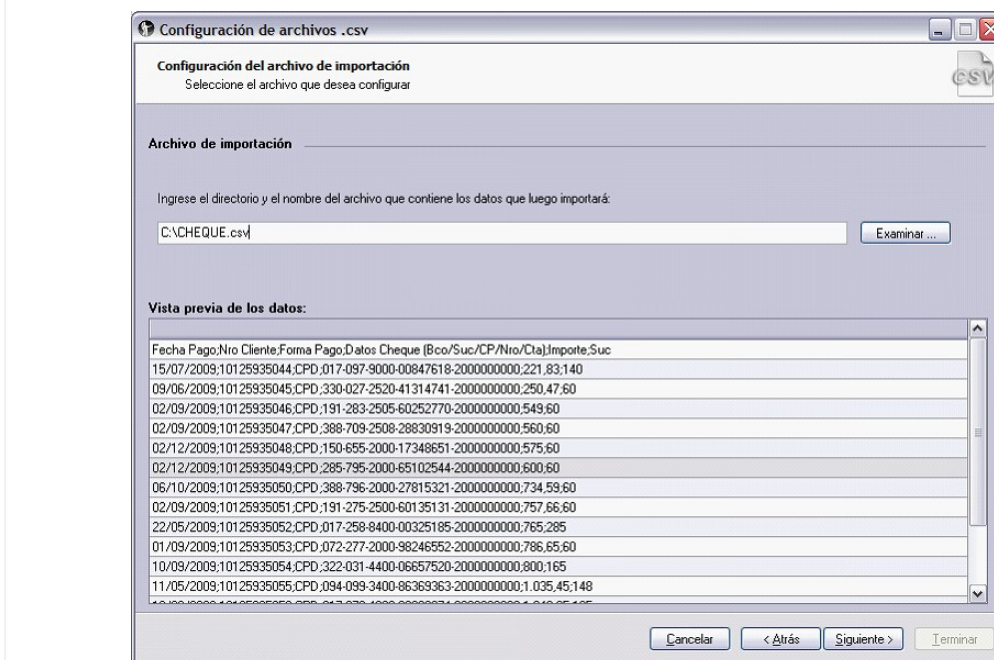 Configuración de archivos .csv
Configuración del archivo de importación
Seleccione el archivo que desea configurar
CSV
Archivo de importación
Ingrese el directorio y el nombre del archivo que contiene los datos que luego importará:
C:\CHEQUE.csv
Examinar ...
Vista previa de los datos:
Fecha Pago;Nro Cliente;Forma Pago;Datos Cheque (Bco/Suc/CP/Nro/Cta);Importe;Suc
15/07/2009;10125935044;CPD;017-097-9000-00847618-2000000000;221,83;140
09/06/2009;10125935045;CPD;330-027-2520-41314741-2000000000;250,47;60
02/09/2009;10125935046;CPD;191-283-2505-60252770-2000000000;549;60
02/09/2009;10125935047;CPD;388-709-2508-28830919-2000000000;560;60
02/12/2009;10125935048;CPD;150-655-2000-17348651-2000000000;575;60
02/12/2009;10125935049;CPD;285-795-2000-65102544-2000000000;600;60
06/10/2009;10125935050;CPD;388-796-2000-27815321-2000000000;734,59;60
02/09/2009;10125935051;CPD;191-275-2500-60135131-2000000000;757,66;60
22/05/2009;10125935052;CPD;017-258-8400-00325185-2000000000;765;285
01/09/2009;10125935053;CPD;072-277-2000-98246552-2000000000;786,65;60
10/09/2009;10125935054;CPD;322-031-4400-06657520-2000000000;800;165
11/05/2009;10125935055;CPD;094-099-3400-86369363-2000000000;1.035,45;148
Cancelar
< Atrás
Siguiente >
Terminar